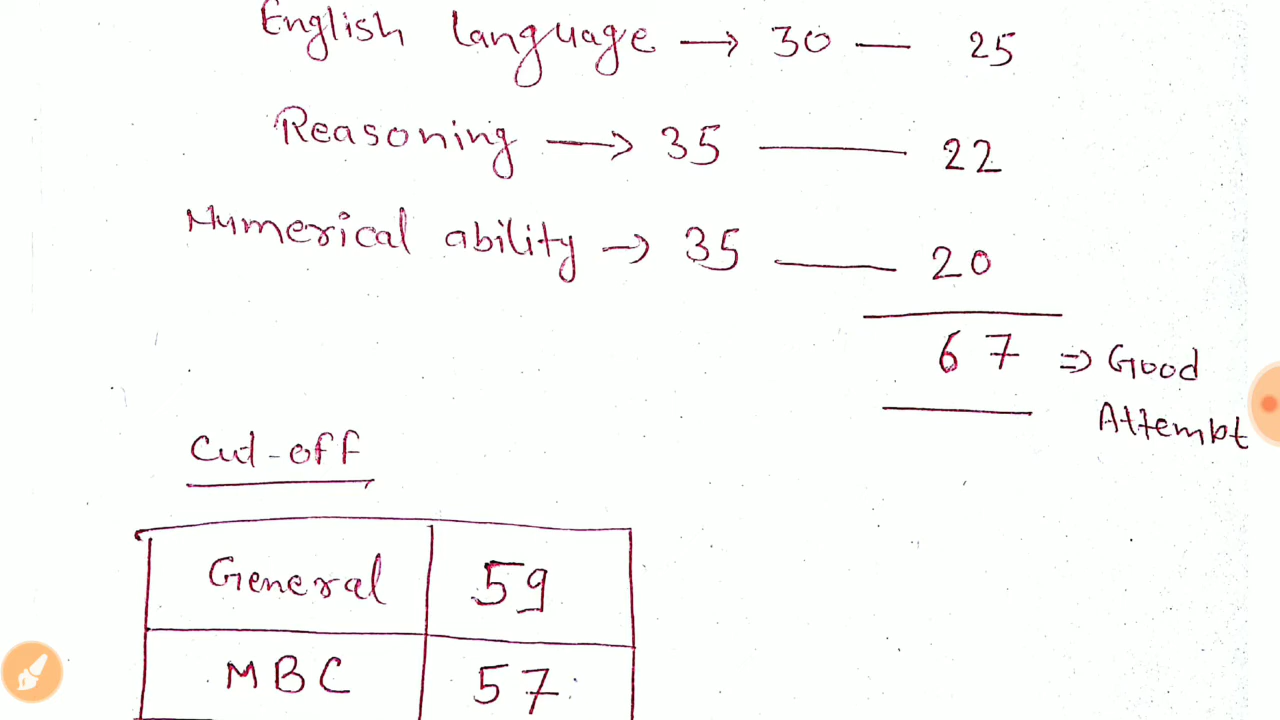 English language → 30 — 25
Reasoning → 35 — 22
Numerical ability → 35 — 20
67 ⇒ Good
Attempt
Cut-off
General 59
MBC 57